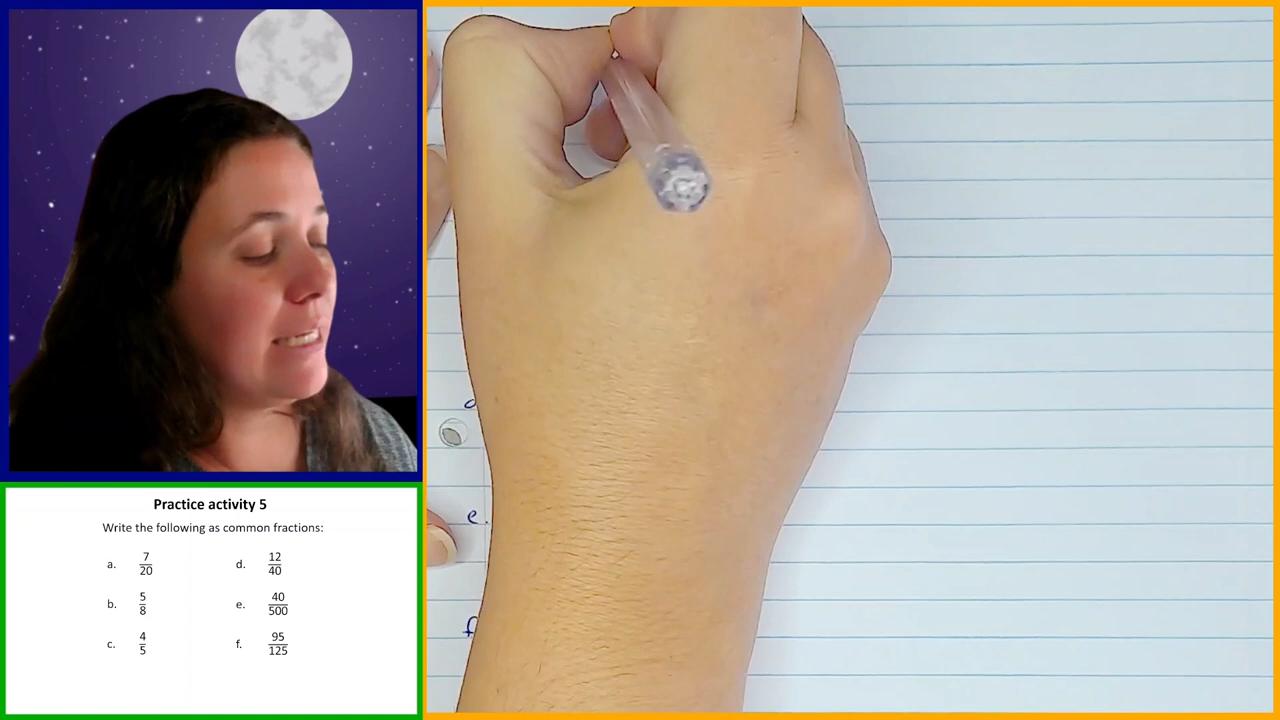 Practice activity 5
Write the following as common fractions:
a. 7/20 d. 12/40
b. 5/8 e. 40/500
c. 4/5 f. 95/125
d
e.
f